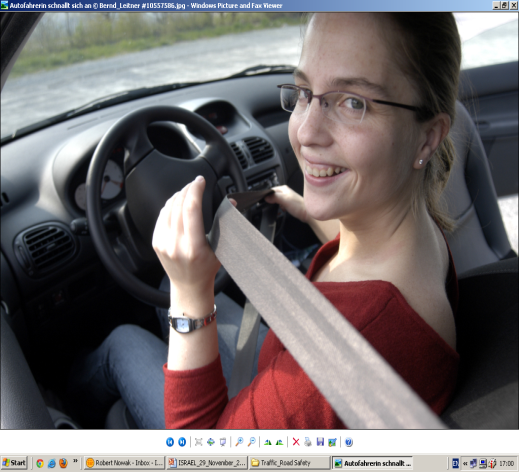 Autofahrerin schnallt sich an © Bernd_Leitner #10557586.jpg - Windows Picture and Fax Viewer
Start
»
Robert Nowak - Inbox - I...
ISRAEL_29_November_2...
Traffic_Road Safety
Autofahrerin schnallt ...
«
17:00